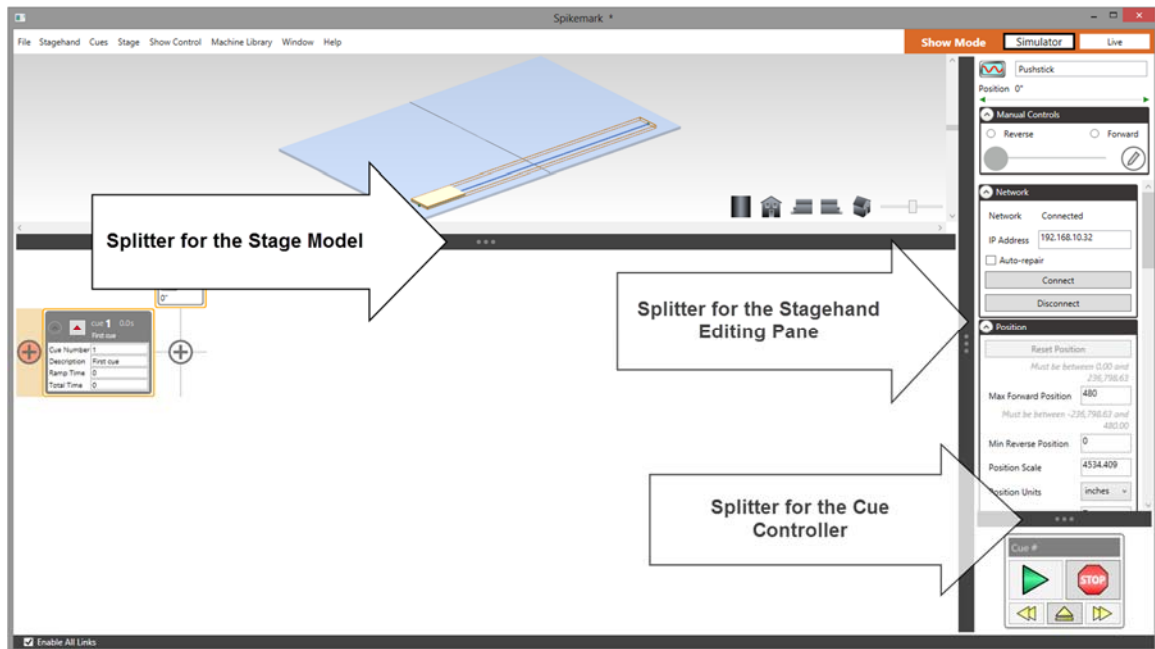 Spikemark *
File Stagehand Cues Stage Show Control Machine Library Window Help
Show Mode Simulator Live
Pushstick
Position 0"
Manual Controls
Reverse Forward
Network
Network Connected
IP Address 192.168.10.32
Auto-repair
Connect
Disconnect
Position
Reset Position
Must be between 0.00 and
236,798.63
Max Forward Position 480
Must be between -236,798.63 and
480.00
Min Reverse Position 0
Position Scale 4534.409
Position Units inches
Splitter for the Stage Model
Splitter for the Stagehand
Editing Pane
Splitter for the Cue
Controller
0"
cue 1 0.0s
First cue
Cue Number 1
Description First cue
Ramp Time 0
Total Time 0
Cue #
STOP
Enable All Links